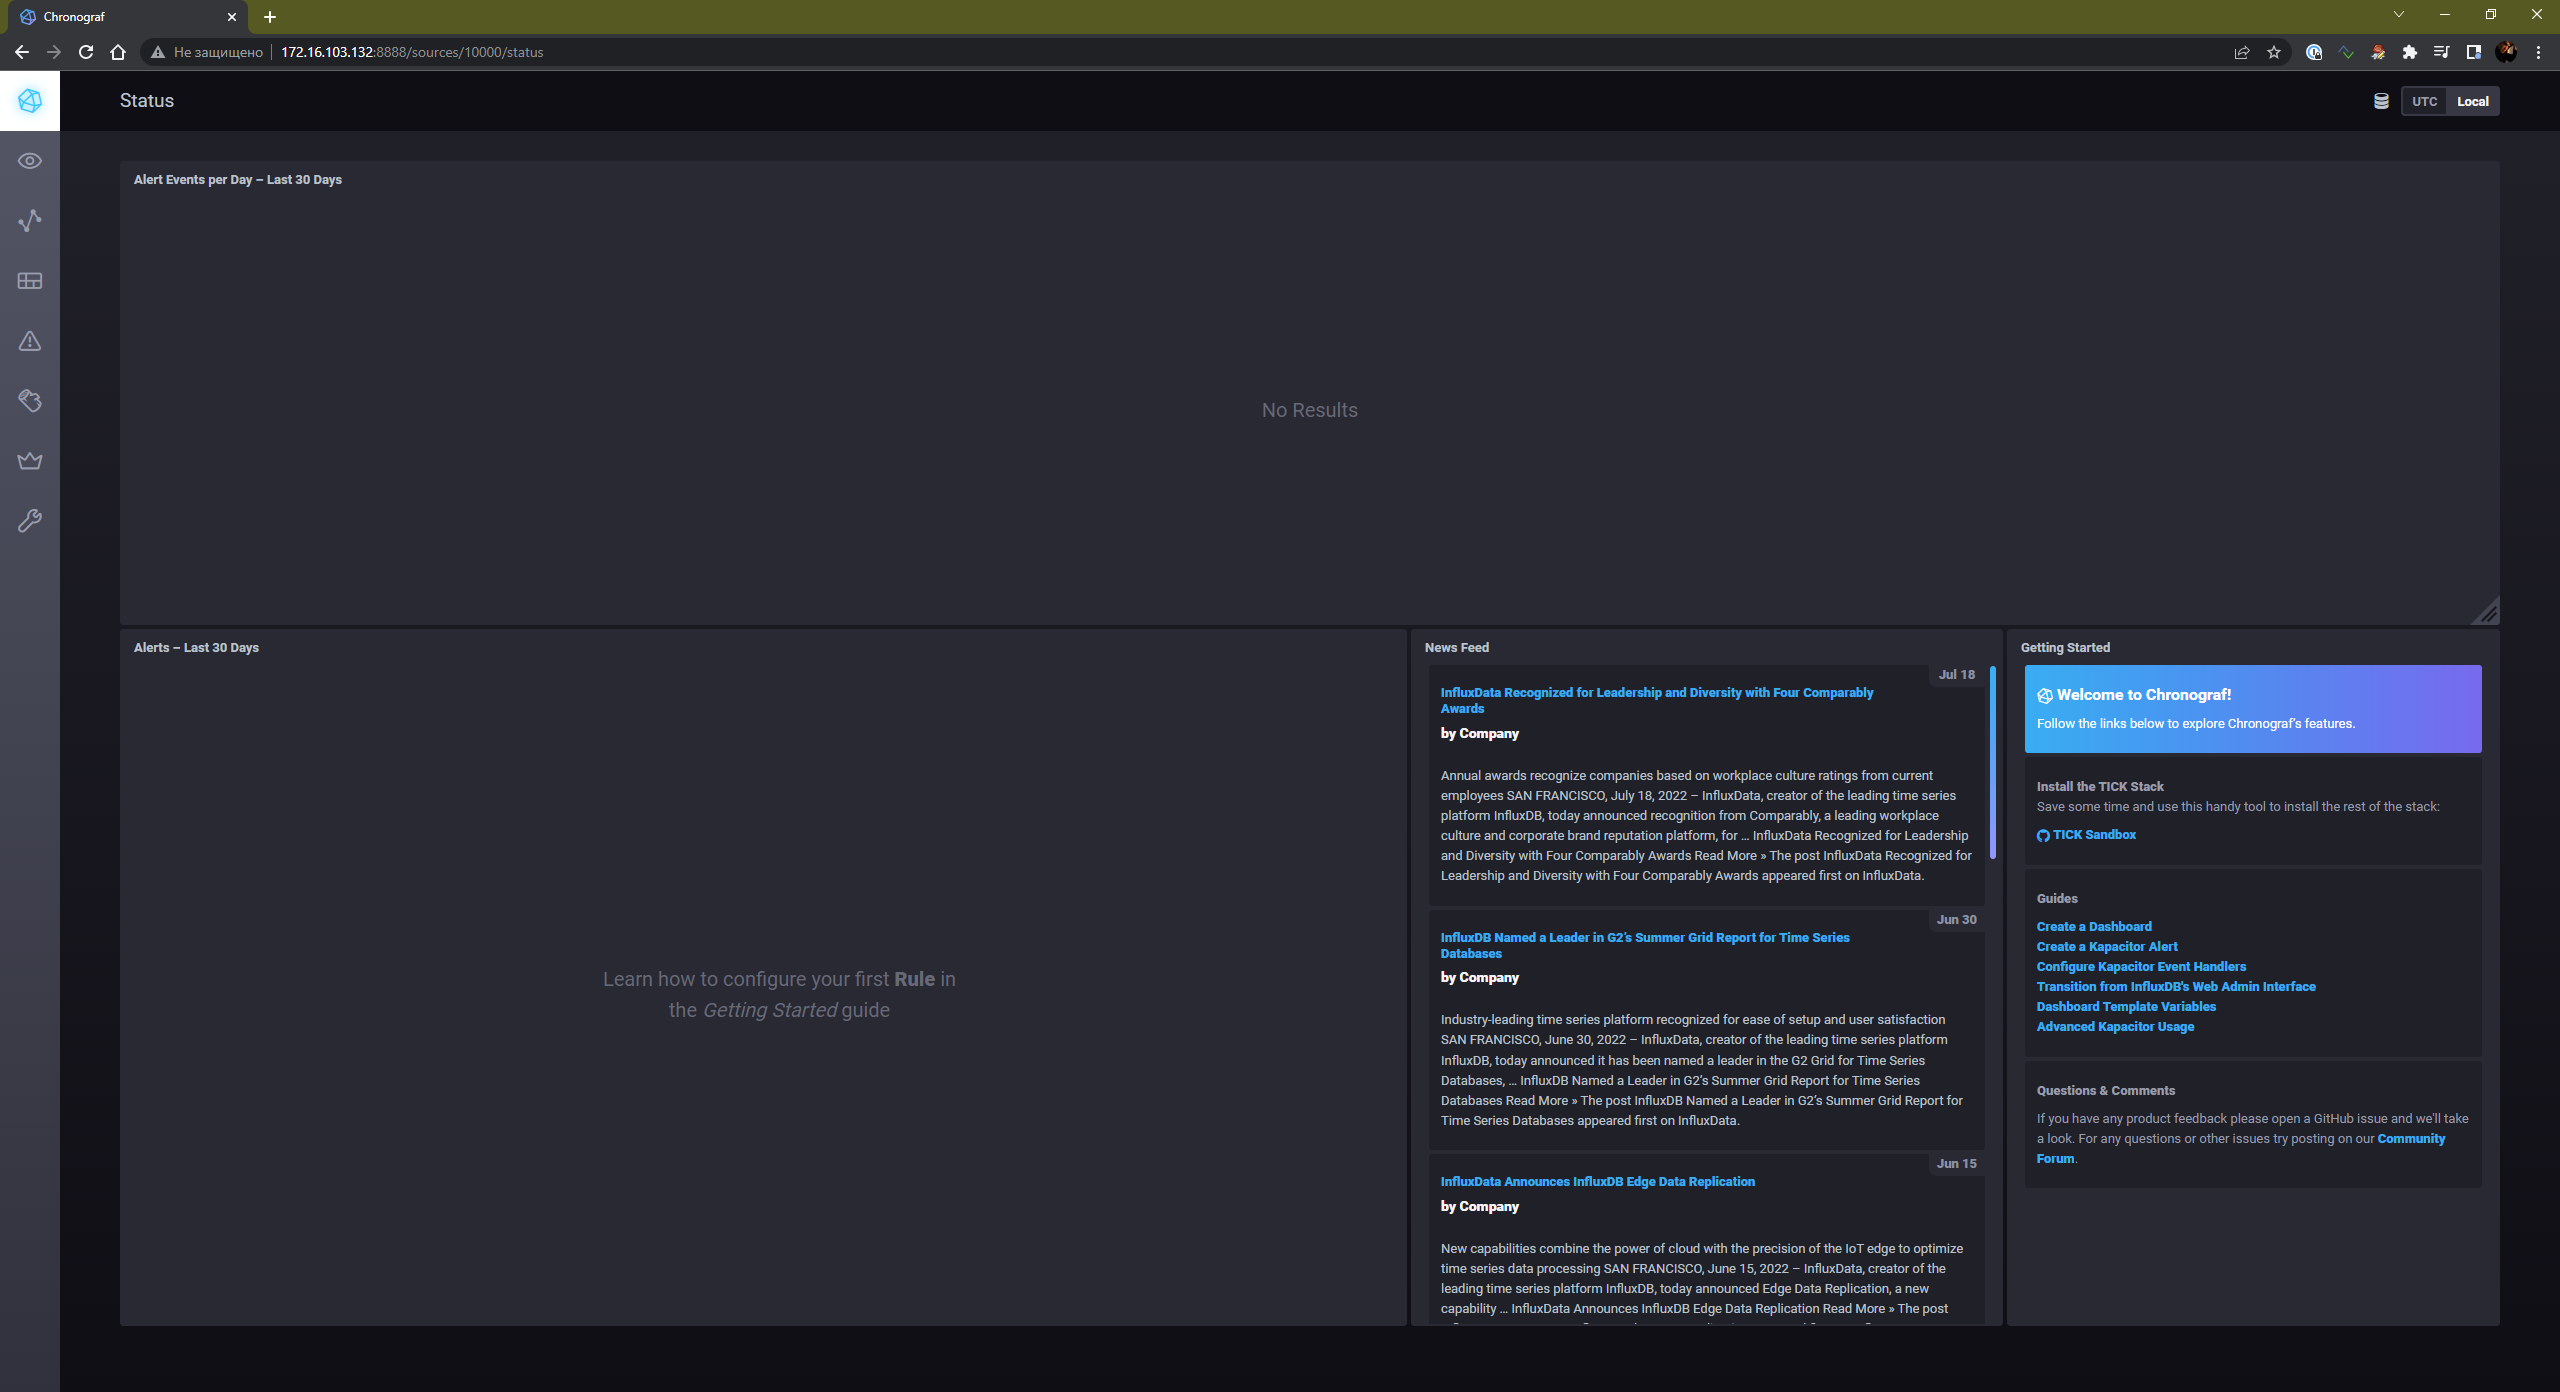 Chronograf
Не защищено 172.16.103.132:8888/sources/10000/status
Status
UTC Local
Alert Events per Day – Last 30 Days
No Results
Alerts – Last 30 Days
Learn how to configure your first Rule in
the Getting Started guide
News Feed
Jul 18
InfluxData Recognized for Leadership and Diversity with Four Comparably
Awards
by Company
Annual awards recognize companies based on workplace culture ratings from current
employees SAN FRANCISCO, July 18, 2022 – InfluxData, creator of the leading time series
platform InfluxDB, today announced recognition from Comparably, a leading workplace
culture and corporate brand reputation platform, for … InfluxData Recognized for Leadership
and Diversity with Four Comparably Awards Read More » The post InfluxData Recognized for
Leadership and Diversity with Four Comparably Awards appeared first on InfluxData.
Jun 30
InfluxDB Named a Leader in G2’s Summer Grid Report for Time Series
Databases
by Company
Industry-leading time series platform recognized for ease of setup and user satisfaction
SAN FRANCISCO, June 30, 2022 – InfluxData, creator of the leading time series platform
InfluxDB, today announced it has been named a leader in the G2 Grid for Time Series
Databases, … InfluxDB Named a Leader in G2’s Summer Grid Report for Time Series
Databases Read More » The post InfluxDB Named a Leader in G2’s Summer Grid Report for
Time Series Databases appeared first on InfluxData.
Jun 15
InfluxData Announces InfluxDB Edge Data Replication
by Company
New capabilities combine the power of cloud with the precision of the IoT edge to optimize
time series data processing SAN FRANCISCO, June 15, 2022 – InfluxData, creator of the
leading time series platform InfluxDB, today announced Edge Data Replication, a new
capability … InfluxData Announces InfluxDB Edge Data Replication Read More » The post
Getting Started
Welcome to Chronograf!
Follow the links below to explore Chronograf’s features.
Install the TICK Stack
Save some time and use this handy tool to install the rest of the stack:
TICK Sandbox
Guides
Create a Dashboard
Create a Kapacitor Alert
Configure Kapacitor Event Handlers
Transition from InfluxDB's Web Admin Interface
Dashboard Template Variables
Advanced Kapacitor Usage
Questions & Comments
If you have any product feedback please open a GitHub issue and we'll take
a look. For any questions or other issues try posting on our Community
Forum.